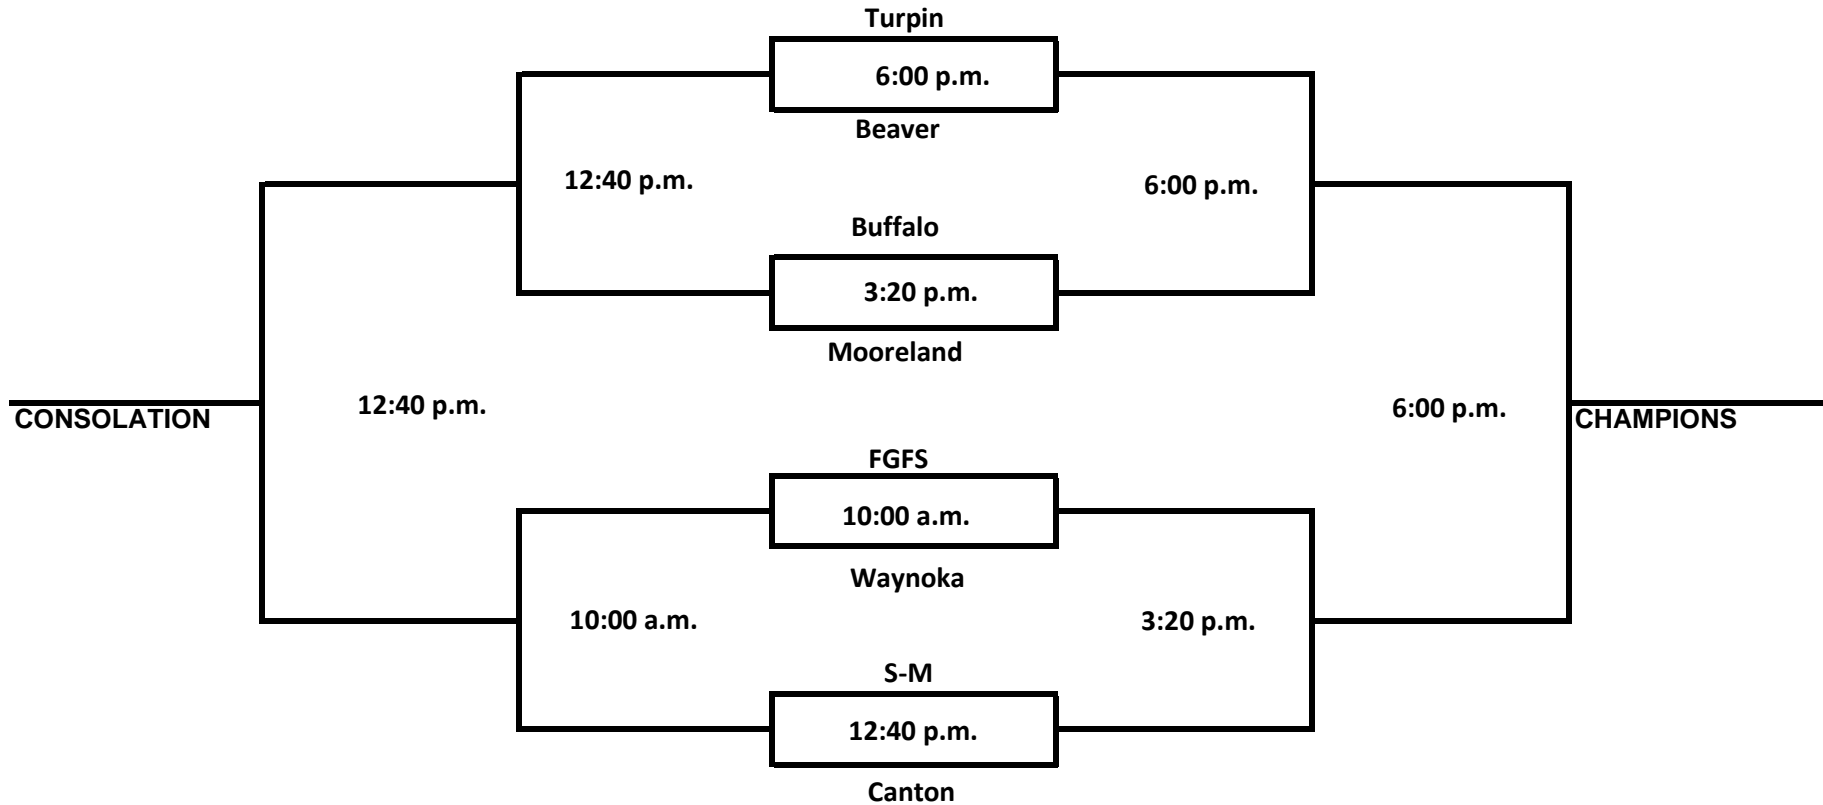 Turpin
6:00 p.m.
Beaver
12:40 p.m.
6:00 p.m.
Buffalo
3:20 p.m.
Mooreland
CONSOLATION
12:40 p.m.
6:00 p.m.
CHAMPIONS
FGFS
10:00 a.m.
Waynoka
10:00 a.m.
3:20 p.m.
S-M
12:40 p.m.
Canton